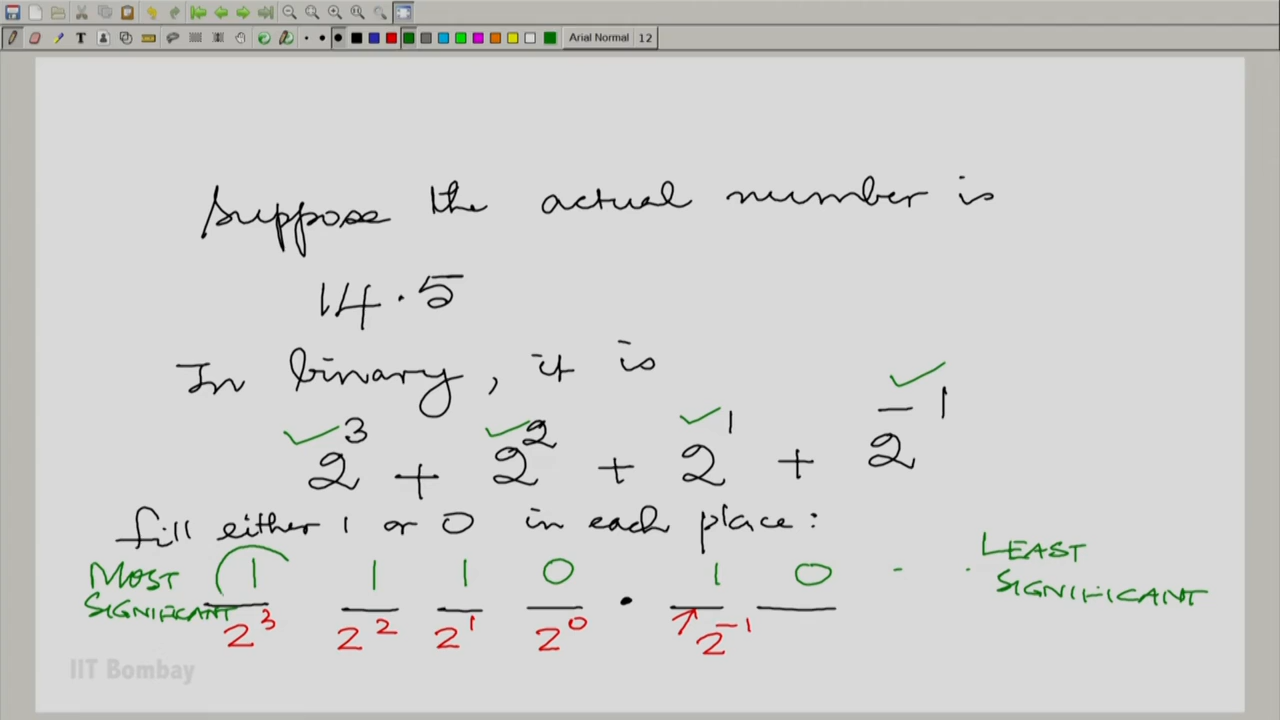 Arial Normal 12
Suppose the actual number is
14.5
In binary, it is
2³ + 2² + 2¹ + 2⁻¹
fill either 1 or 0 in each place:
MOST SIGNIFICANT 1 1 1 0 . 1 0 - - LEAST SIGNIFICANT
2³ 2² 2¹ 2⁰ 2⁻¹
IIT Bombay